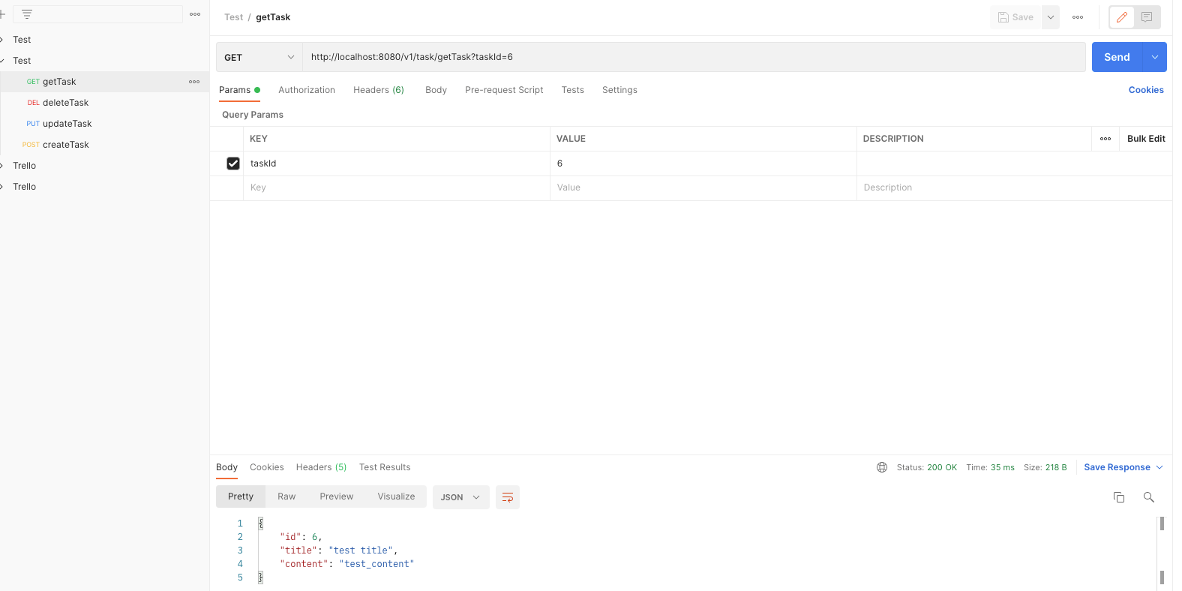 Test / getTask
Save
Test
Test
GET getTask
DEL deleteTask
PUT updateTask
POST createTask
Trello
Trello
GET
http://localhost:8080/v1/task/getTask?taskId=6
Send
Params
Authorization
Headers (6)
Body
Pre-request Script
Tests
Settings
Cookies
Query Params
KEY VALUE DESCRIPTION
Bulk Edit
taskId 6
Key Value Description
Body
Cookies
Headers (5)
Test Results
Status: 200 OK
Time: 35 ms
Size: 218 B
Save Response
Pretty
Raw
Preview
Visualize
JSON
1 {
2 "id": 6,
3 "title": "test title",
4 "content": "test_content"
5 }